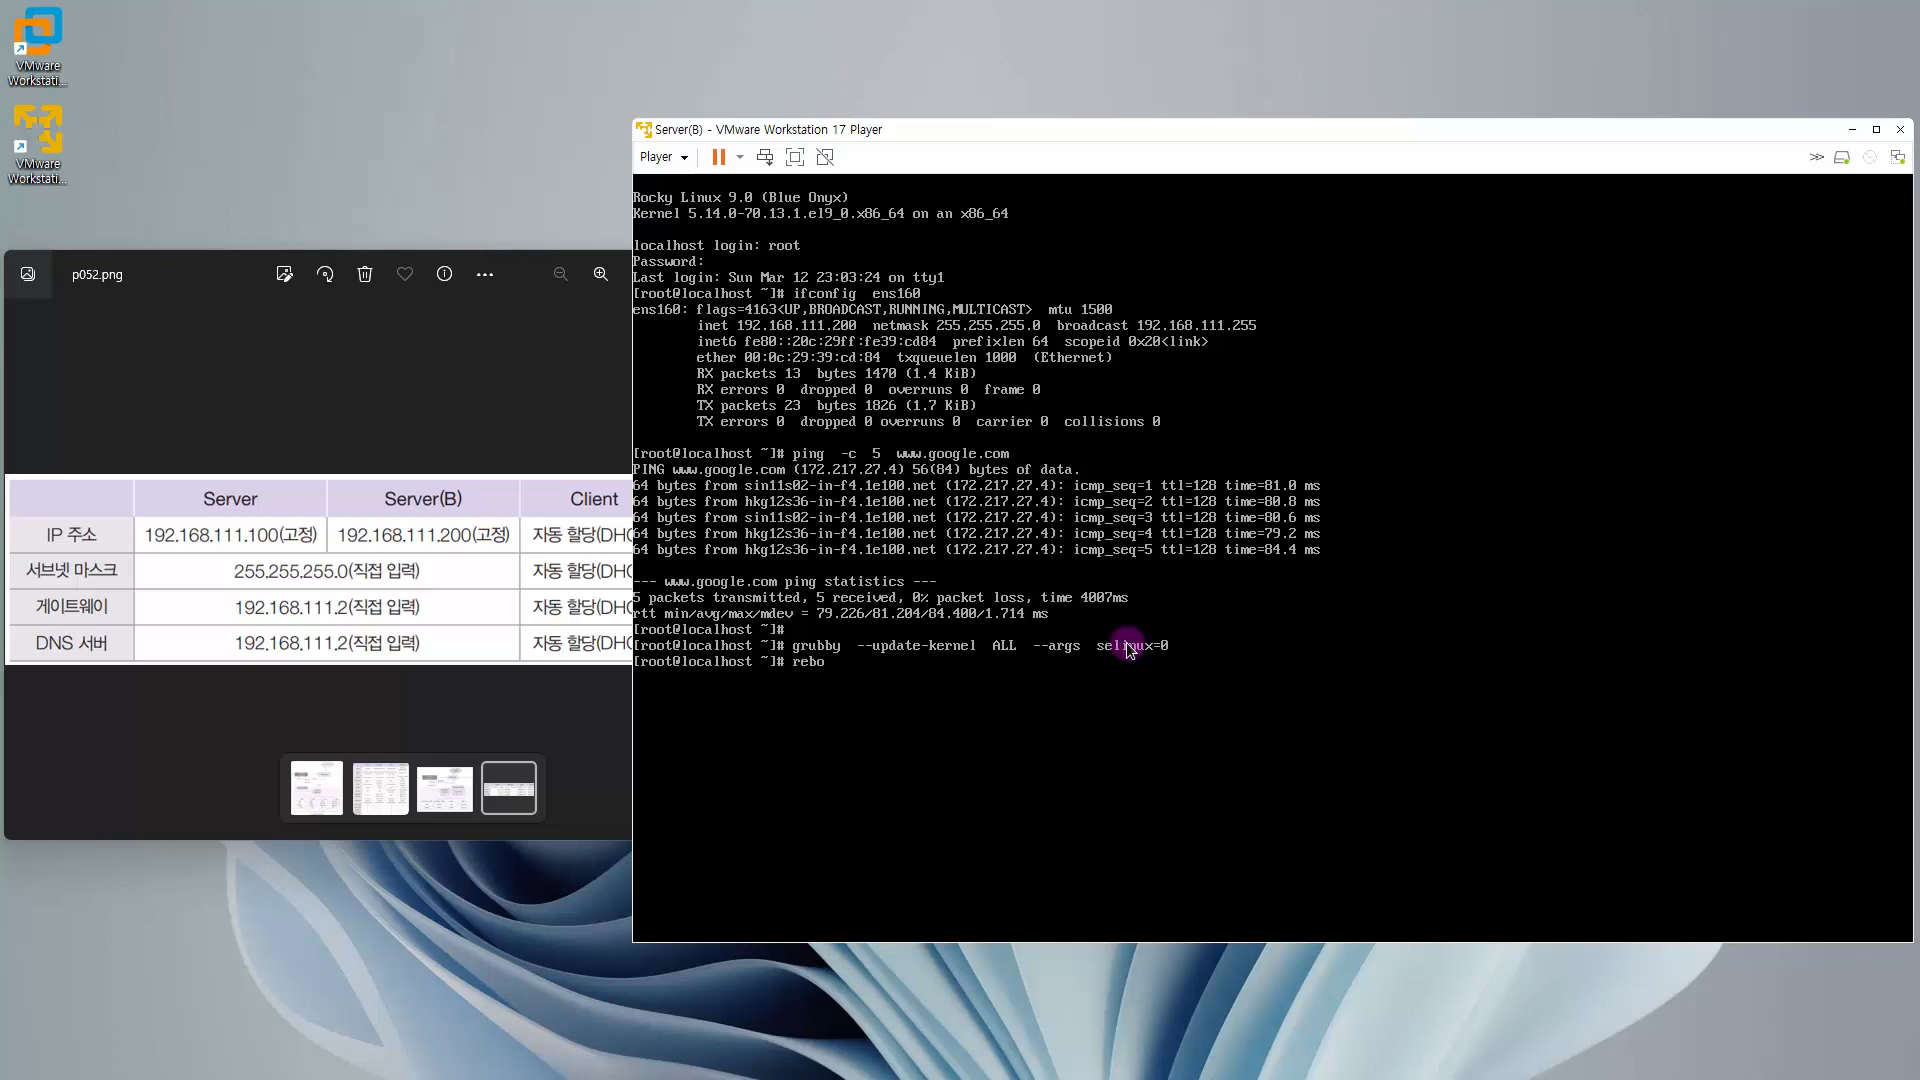 VMware
Workstati...
VMware
Workstati...
p052.png
Server
Server(B)
Client
IP 주소
192.168.111.100(고정)
192.168.111.200(고정)
자동 할당(DHC
서브넷 마스크
255.255.255.0(직접 입력)
자동 할당(DHC
게이트웨이
192.168.111.2(직접 입력)
자동 할당(DHC
DNS 서버
192.168.111.2(직접 입력)
자동 할당(DHC
Server(B) - VMware Workstation 17 Player
Player
Rocky Linux 9.0 (Blue Onyx)
Kernel 5.14.0-70.13.1.el9_0.x86_64 on an x86_64
localhost login: root
Password:
Last login: Sun Mar 12 23:03:24 on tty1
[root@localhost ~]# ifconfig  ens160
ens160: flags=4163<UP,BROADCAST,RUNNING,MULTICAST>  mtu 1500
inet 192.168.111.200  netmask 255.255.255.0  broadcast 192.168.111.255
inet6 fe80::20c:29ff:fe39:cd84  prefixlen 64  scopeid 0x20<link>
ether 00:0c:29:39:cd:84  txqueuelen 1000  (Ethernet)
RX packets 13  bytes 1470 (1.4 KiB)
RX errors 0  dropped 0  overruns 0  frame 0
TX packets 23  bytes 1826 (1.7 KiB)
TX errors 0  dropped 0 overruns 0  carrier 0  collisions 0
[root@localhost ~]# ping  -c  5  www.google.com
PING www.google.com (172.217.27.4) 56(84) bytes of data.
64 bytes from sin11s02-in-f4.1e100.net (172.217.27.4): icmp_seq=1 ttl=128 time=81.0 ms
64 bytes from hkg12s36-in-f4.1e100.net (172.217.27.4): icmp_seq=2 ttl=128 time=80.8 ms
64 bytes from sin11s02-in-f4.1e100.net (172.217.27.4): icmp_seq=3 ttl=128 time=80.6 ms
64 bytes from hkg12s36-in-f4.1e100.net (172.217.27.4): icmp_seq=4 ttl=128 time=79.2 ms
64 bytes from hkg12s36-in-f4.1e100.net (172.217.27.4): icmp_seq=5 ttl=128 time=84.4 ms
--- www.google.com ping statistics ---
5 packets transmitted, 5 received, 0% packet loss, time 4007ms
rtt min/avg/max/mdev = 79.226/81.204/84.400/1.714 ms
[root@localhost ~]#
[root@localhost ~]# grubby  --update-kernel  ALL  --args  selinux=0
[root@localhost ~]# rebo